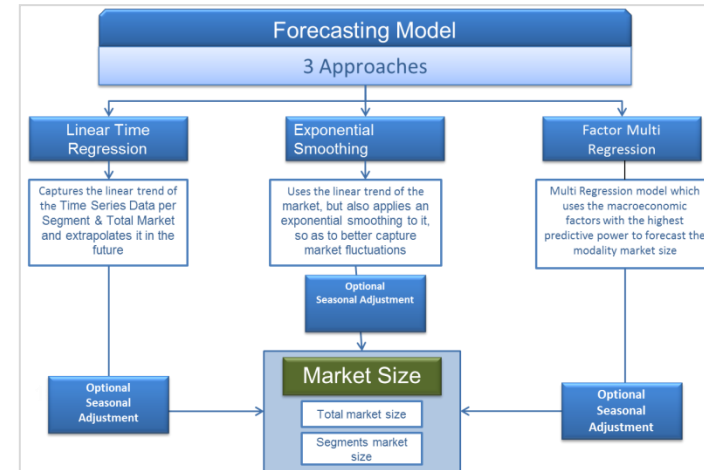 Forecasting Model
3 Approaches
Linear Time
Regression
Captures the linear trend of
the Time Series Data per
Segment & Total Market
and extrapolates it in the
future
Exponential
Smoothing
Uses the linear trend of the
market, but also applies an
exponential smoothing to it,
so as to better capture
market fluctuations
Factor Multi
Regression
Multi Regression model which
uses the macroeconomic
factors with the highest
predictive power to forecast the
modality market size
Optional
Seasonal Adjustment
Optional
Seasonal
Adjustment
Market Size
Total market size
Segments market
size
Optional
Seasonal
Adjustment